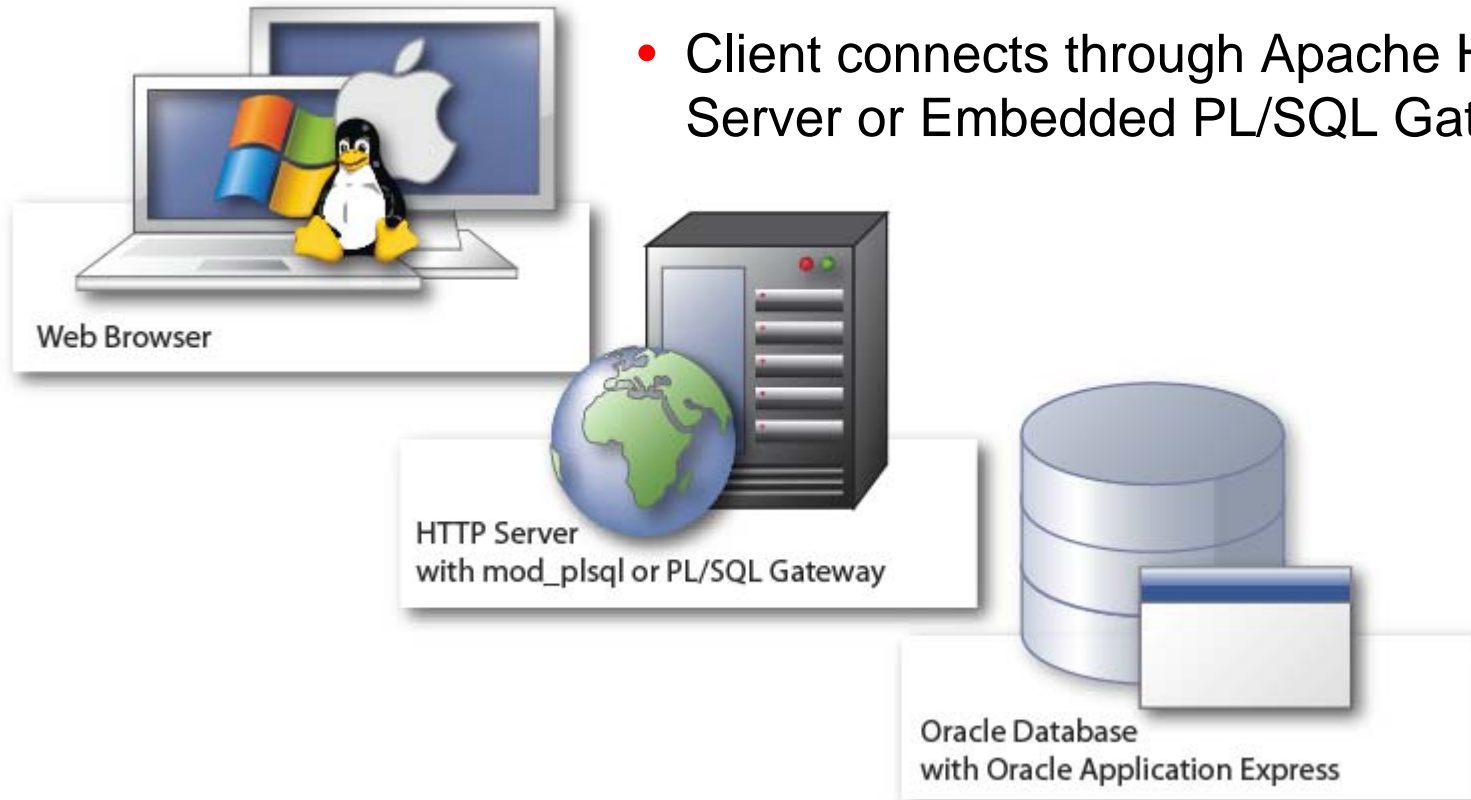 • Client connects through Apache H
Server or Embedded PL/SQL Gat
Web Browser
HTTP Server
with mod_plsql or PL/SQL Gateway
Oracle Database
with Oracle Application Express